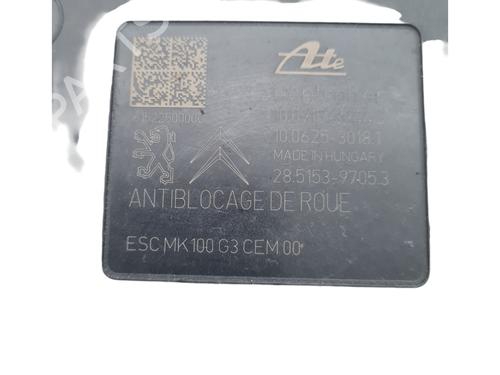 Ate
10.0625-3018.1
MADE IN HUNGARY
28.5153-9705.3
ANTIBLOCAGE DE ROUE
ESC MK100 G3 CEM 00